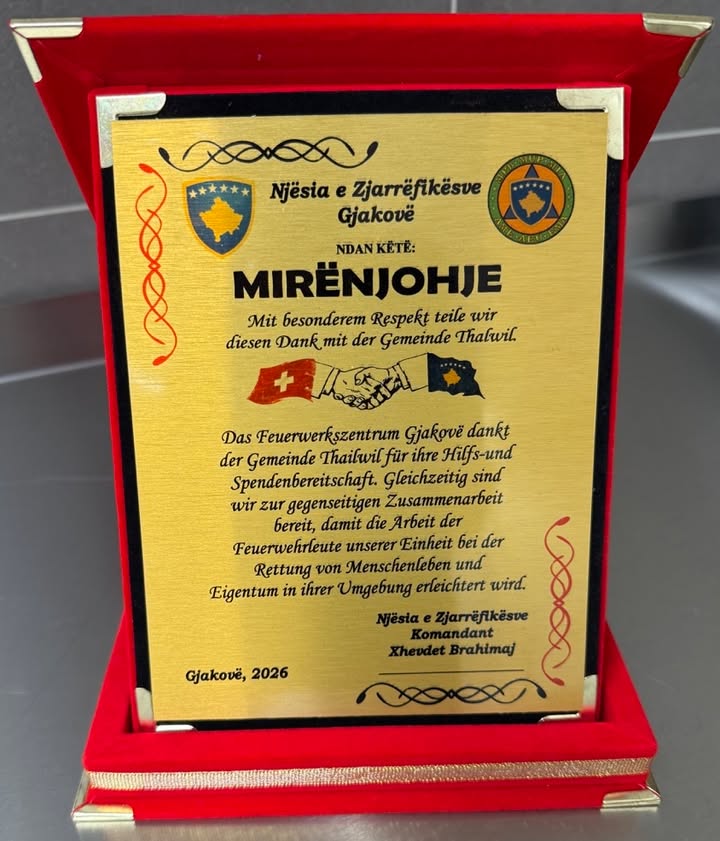 Njësia e Zjarrëfikësve
Gjakovë
NDAN KËTË:
MIRËNJOHJE
Mit besonderem Respekt teile wir
diesen Dank mit der Gemeinde Thalwil.
Das Feuerwerkszentrum Gjakovë dankt
der Gemeinde Thailwil für ihre Hilfs-und
Spendenbereitschaft. Gleichzeitig sind
wir zur gegenseitigen Zusammenarbeit
bereit, damit die Arbeit der
Feuerwehrleute unserer Einheit bei der
Rettung von Menschenleben und
Eigentum in ihrer Umgebung erleichtert wird.
Njësia e Zjarrëfikësve
Komandant
Xhevdet Brahimaj
Gjakovë, 2026